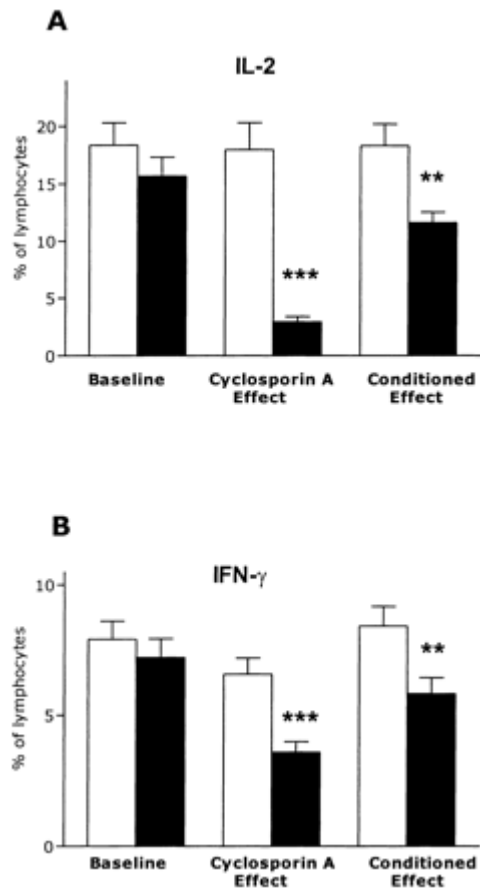 A
IL-2
% of lymphocytes
20
15
10
5
0
**
***
Baseline
Cyclosporin A
Effect
Conditioned
Effect
B
IFN-γ
% of lymphocytes
10
5
0
**
***
Baseline
Cyclosporin A
Effect
Conditioned
Effect